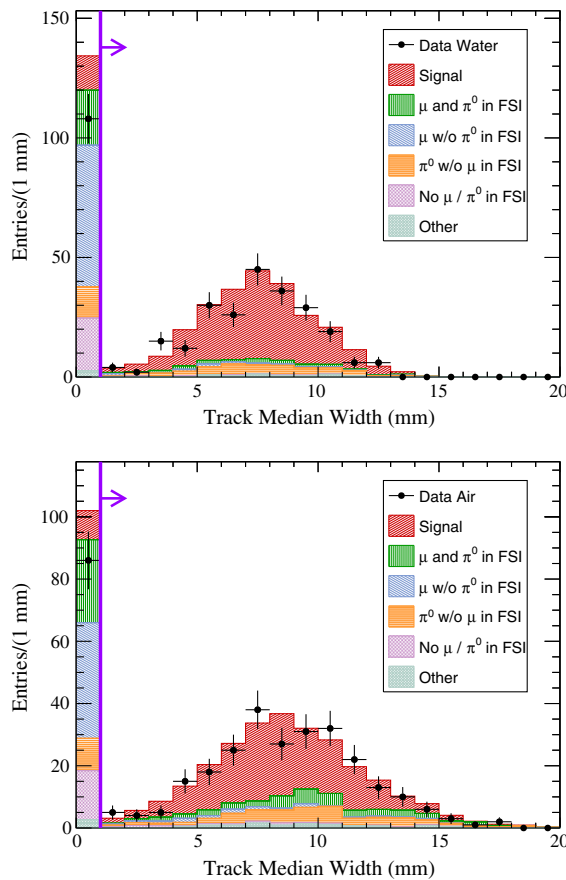 150
100
50
0
Entries/(1 mm)
Data Water
Signal
μ and π⁰ in FSI
μ w/o π⁰ in FSI
π⁰ w/o μ in FSI
No μ / π⁰ in FSI
Other
0 5 10 15 20
Track Median Width (mm)
100
80
60
40
20
0
Entries/(1 mm)
Data Air
Signal
μ and π⁰ in FSI
μ w/o π⁰ in FSI
π⁰ w/o μ in FSI
No μ / π⁰ in FSI
Other
0 5 10 15 20
Track Median Width (mm)